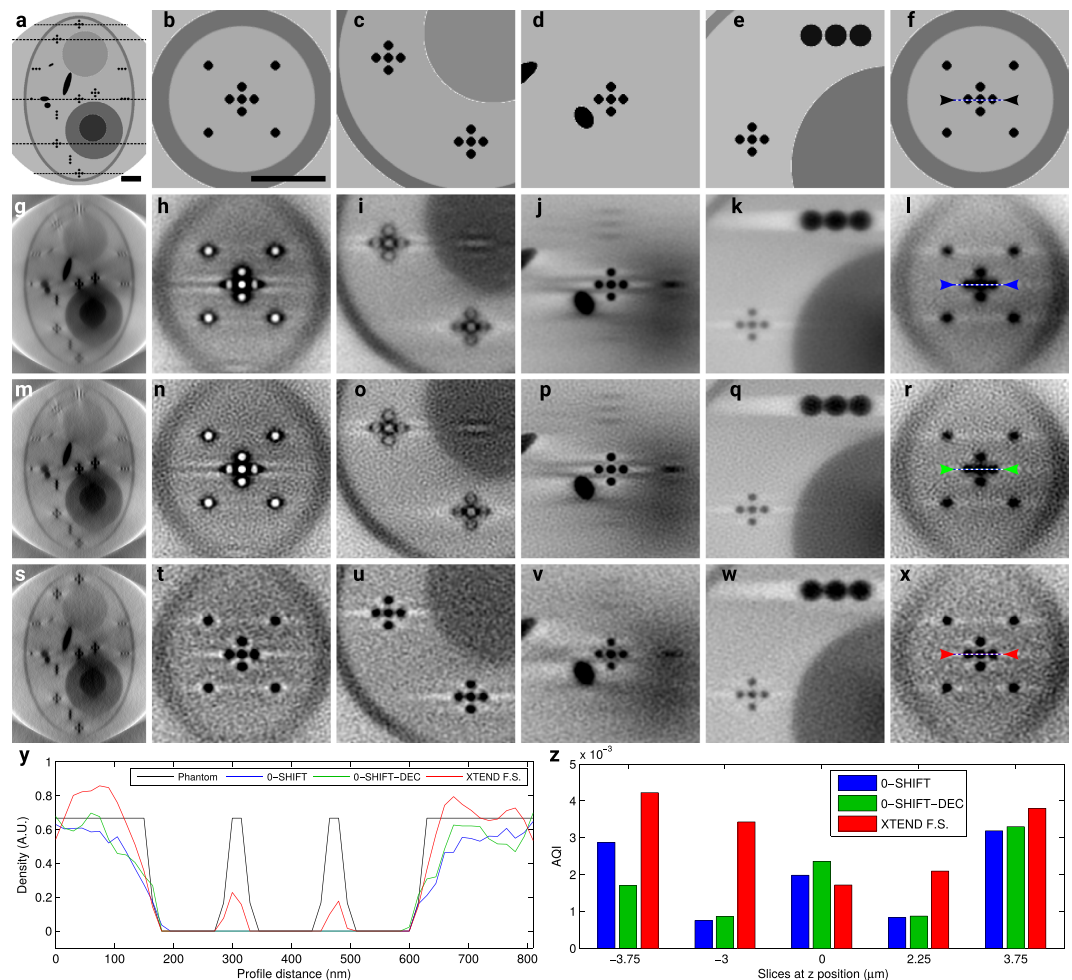 a b c d e f
g h i j k l
m n o p q r
s t u v w x
y
1
0.8
0.6
0.4
0.2
0
Density (A.U.)
Phantom 0−SHIFT 0−SHIFT−DEC XTEND F.S.
0 100 200 300 400 500 600 700 800
Profile distance (nm)
z
x 10⁻³
5
4
3
2
1
0
AQI
0−SHIFT
0−SHIFT−DEC
XTEND F.S.
−3.75 −3 0 2.25 3.75
Slices at z position (μm)